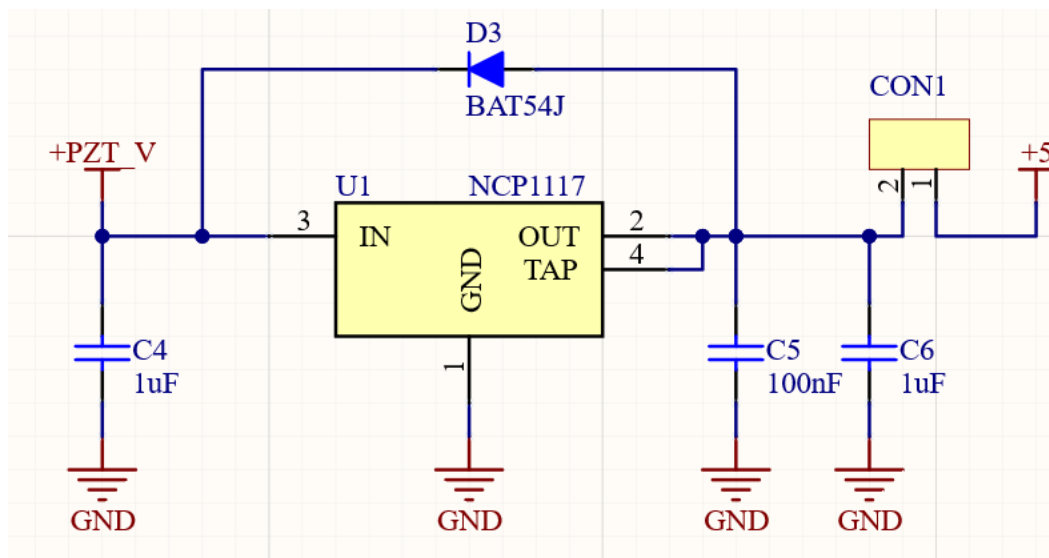 D3
BAT54J
CON1
+PZT_V
+5
2
1
U1
NCP1117
3
IN
OUT
2
TAP
4
GND
1
C4
1uF
C5
100nF
C6
1uF
GND
GND
GND
GND